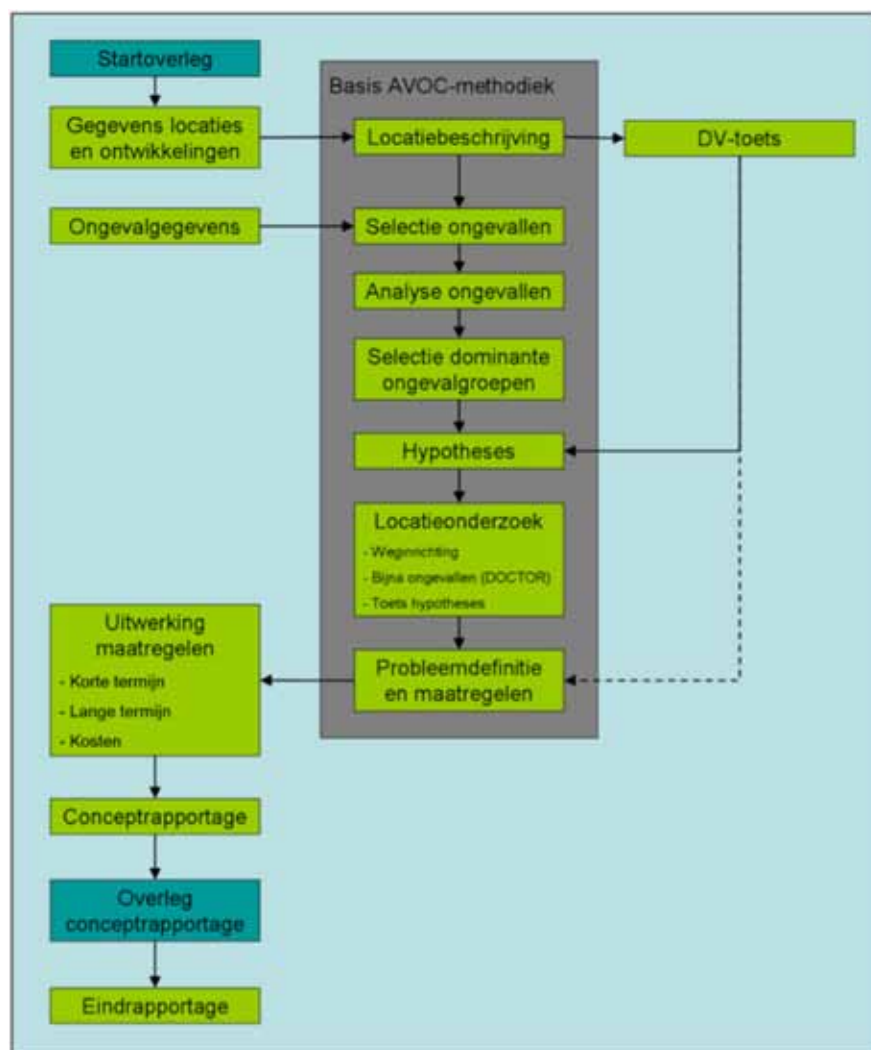 Startoverleg
Gegevens locaties
en ontwikkelingen
Ongevalgegevens
Basis AVOC-methodiek
Locatiebeschrijving
DV-toets
Selectie ongevallen
Analyse ongevallen
Selectie dominante
ongevalgroepen
Hypotheses
Locatieonderzoek
- Weginrichting
- Bijna ongevallen (DOCTOR)
- Toets hypotheses
Probleemdefinitie
en maatregelen
Uitwerking
maatregelen
- Korte termijn
- Lange termijn
- Kosten
Conceptrapportage
Overleg
conceptrapportage
Eindrapportage